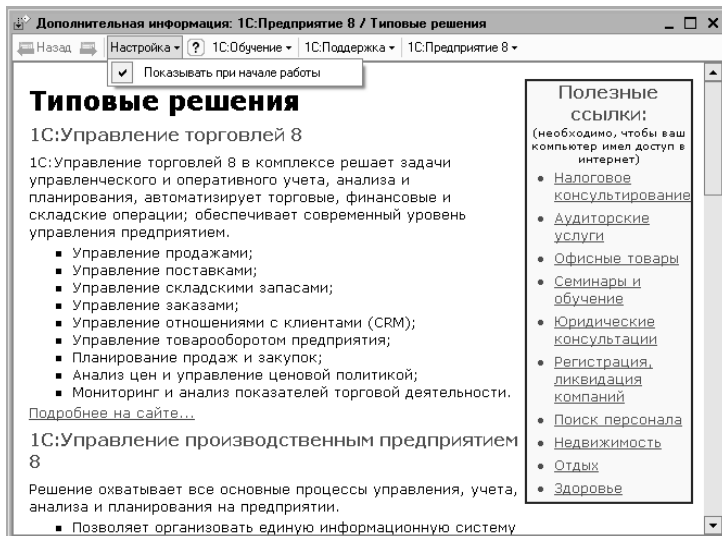 Дополнительная информация: 1С:Предприятие 8 / Типовые решения
Назад Настройка ? 1С:Обучение 1С:Поддержка 1С:Предприятие 8
Показывать при начале работы
Типовые решения
1С:Управление торговлей 8
1С:Управление торговлей 8 в комплексе решает задачи
управленческого и оперативного учета, анализа и
планирования, автоматизирует торговые, финансовые и
складские операции; обеспечивает современный уровень
управления предприятием.
Управление продажами;
Управление поставками;
Управление складскими запасами;
Управление заказами;
Управление отношениями с клиентами (CRM);
Управление товарооборотом предприятия;
Планирование продаж и закупок;
Анализ цен и управление ценовой политикой;
Мониторинг и анализ показателей торговой деятельности.
Подробнее на сайте...
1С:Управление производственным предприятием
8
Решение охватывает все основные процессы управления, учета,
анализа и планирования на предприятии.
Позволяет организовать единую информационную систему
Полезные
ссылки:
(необходимо, чтобы ваш
компьютер имел доступ в
интернет)
Налоговое
консультирование
Аудиторские
услуги
Офисные товары
Семинары и
обучение
Юридические
консультации
Регистрация,
ликвидация
компаний
Поиск персонала
Недвижимость
Отдых
Здоровье